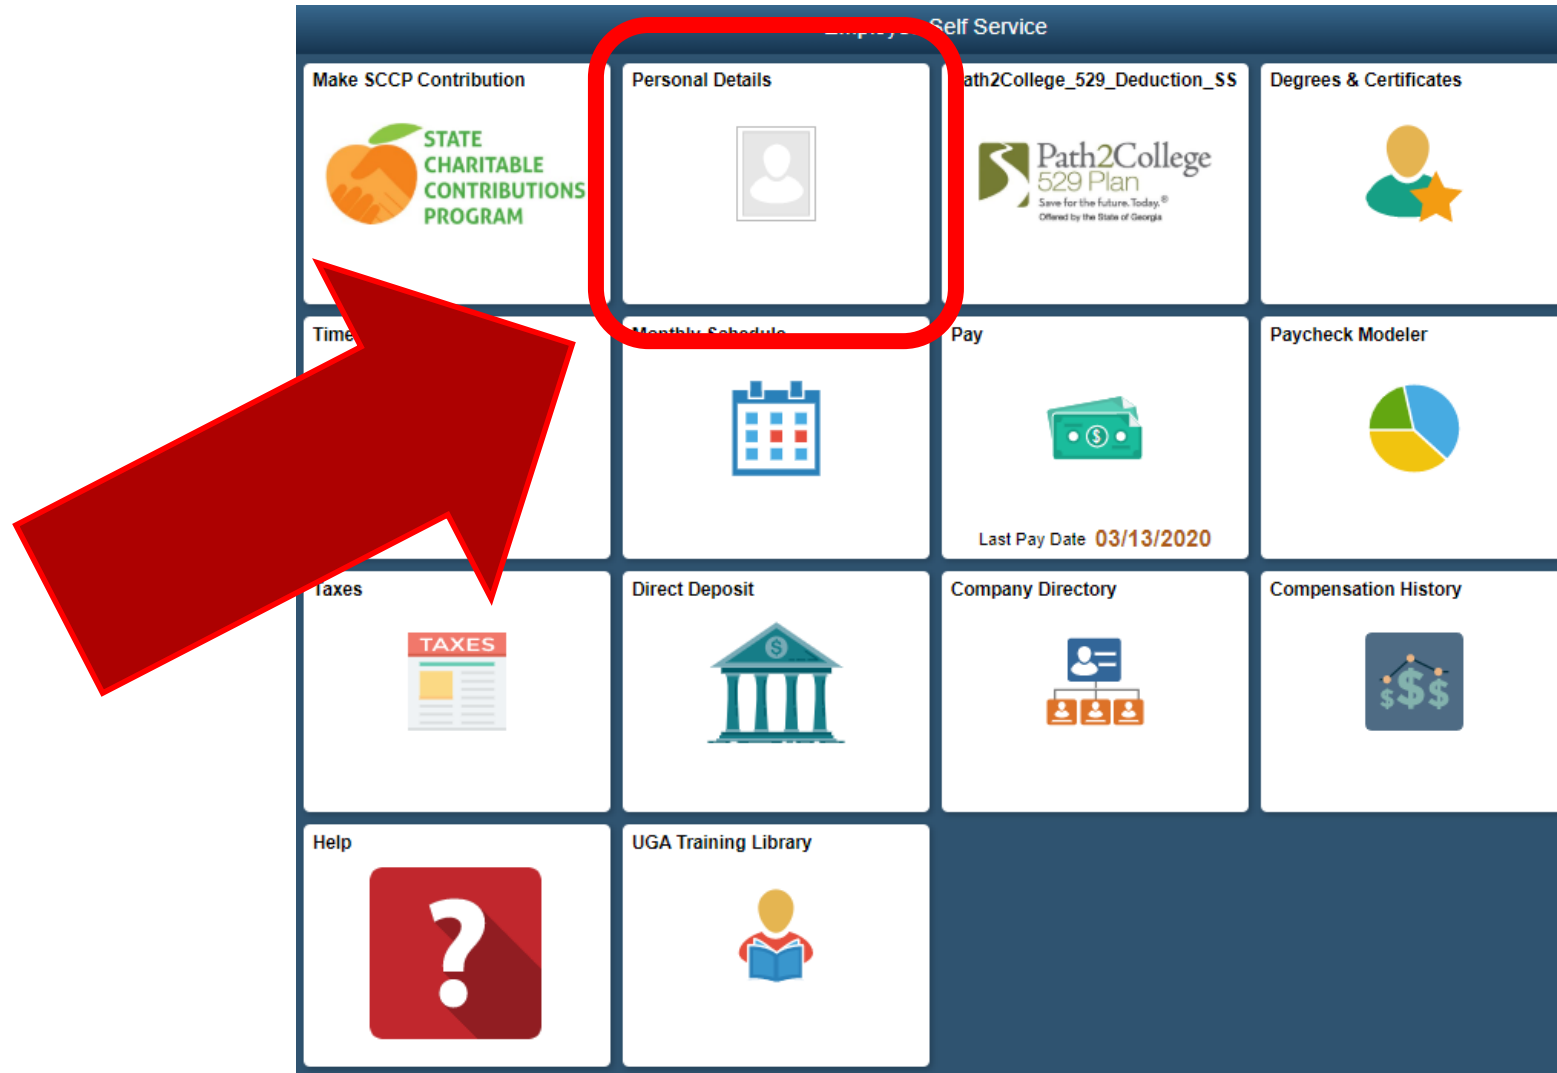 Self Service
Make SCCP Contribution
Personal Details
ath2College_529_Deduction_SS
Degrees & Certificates
STATE
CHARITABLE
CONTRIBUTIONS
PROGRAM
Path2College
529 Plan
Save for the future. Today.®
Offered by the State of Georgia
Time
Monthly Schedule
Pay
Paycheck Modeler
Last Pay Date 03/13/2020
Taxes
Direct Deposit
Company Directory
Compensation History
TAXES
Help
UGA Training Library
?